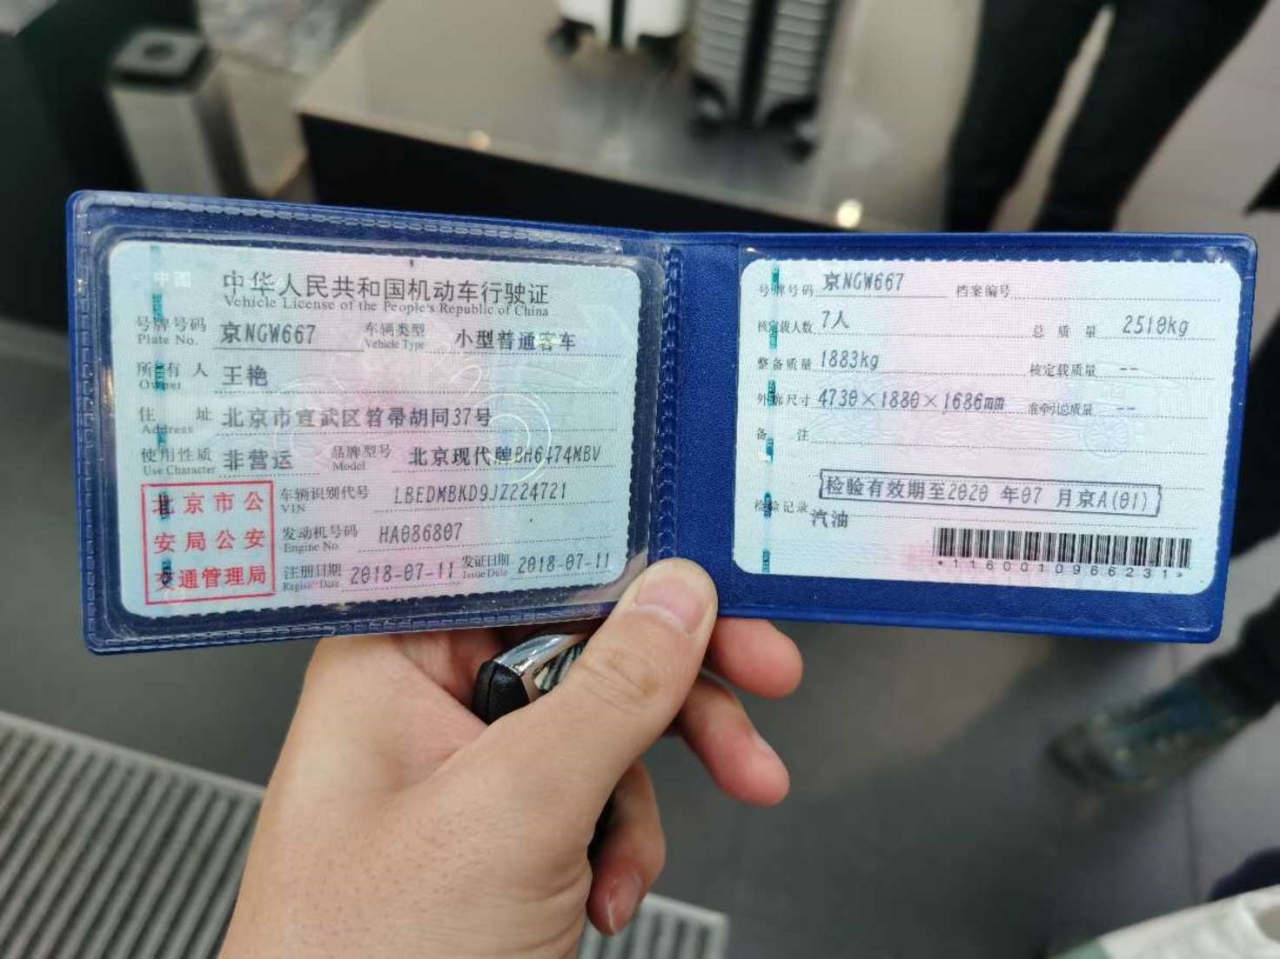 中华人民共和国机动车行驶证
Vehicle License of the People's Republic of China
号牌号码 京NGW667 车辆类型 小型普通客车
Plate No. Vehicle Type
所有人 王艳
Owner
住 址 北京市宣武区笤帚胡同37号
Address
使用性质 非营运 品牌型号 北京现代牌BH6474MBV
Use Character Model
北京市公
安局公安
交通管理局
车辆识别代号 LBEDMBKD9JZ224721
VIN
发动机号码 HA086807
Engine No.
注册日期 2018-07-11 发证日期 2018-07-11
Register Date Issue Date
号牌号码 京NGW667 档案编号
核定载人数 7人 总 质 量 2510kg
整备质量 1883kg 核定载质量 --
外廓尺寸 4730×1880×1686mm 准牵引总质量 --
备 注
检验有效期至2020 年07 月京A(01)
检验记录
汽油
*1160010966231*